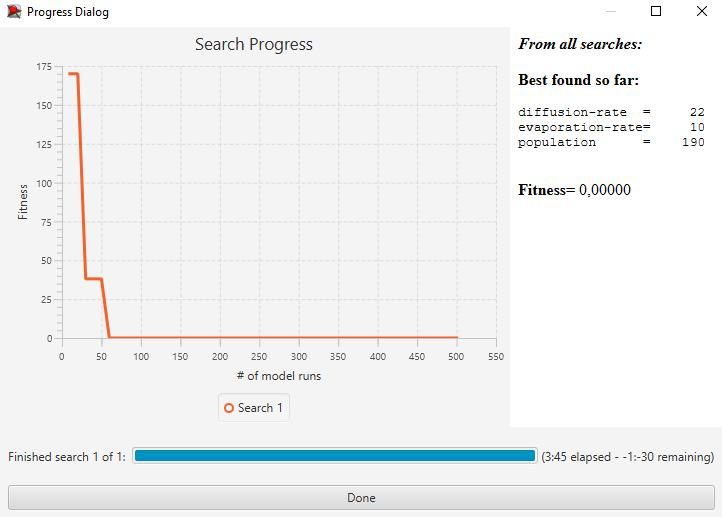 Progress Dialog
Search Progress
175
150
125
100
75
50
25
0
Fitness
0 50 100 150 200 250 300 350 400 450 500 550
# of model runs
Search 1
From all searches:
Best found so far:
diffusion-rate = 22
evaporation-rate= 10
population = 190
Fitness= 0,00000
Finished search 1 of 1:
(3:45 elapsed - -1:-30 remaining)
Done